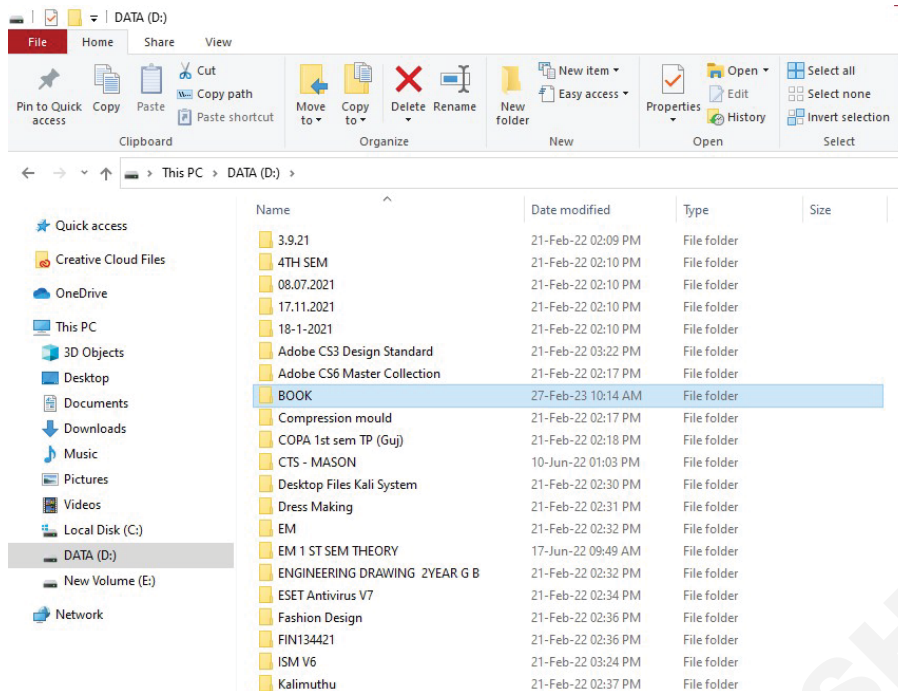 DATA (D:)
File Home Share View
Pin to Quick access Copy Paste Cut Copy path Paste shortcut Move to Copy to Delete Rename New folder New item Easy access Properties Open Edit History Select all Select none Invert selection
Clipboard Organize New Open Select
This PC > DATA (D:) >
Name Date modified Type Size
Quick access
Creative Cloud Files
OneDrive
This PC
3D Objects
Desktop
Documents
Downloads
Music
Pictures
Videos
Local Disk (C:)
DATA (D:)
New Volume (E:)
Network
3.9.21 21-Feb-22 02:09 PM File folder
4TH SEM 21-Feb-22 02:10 PM File folder
08.07.2021 21-Feb-22 02:10 PM File folder
17.11.2021 21-Feb-22 02:10 PM File folder
18-1-2021 21-Feb-22 02:10 PM File folder
Adobe CS3 Design Standard 21-Feb-22 03:22 PM File folder
Adobe CS6 Master Collection 21-Feb-22 02:17 PM File folder
BOOK 27-Feb-23 10:14 AM File folder
Compression mould 21-Feb-22 02:17 PM File folder
COPA 1st sem TP (Guj) 21-Feb-22 02:18 PM File folder
CTS - MASON 10-Jun-22 01:03 PM File folder
Desktop Files Kali System 21-Feb-22 02:30 PM File folder
Dress Making 21-Feb-22 02:31 PM File folder
EM 21-Feb-22 02:32 PM File folder
EM 1 ST SEM THEORY 17-Jun-22 09:49 AM File folder
ENGINEERING DRAWING 2YEAR G B 21-Feb-22 02:32 PM File folder
ESET Antivirus V7 21-Feb-22 02:34 PM File folder
Fashion Design 21-Feb-22 02:36 PM File folder
FIN134421 21-Feb-22 02:36 PM File folder
ISM V6 21-Feb-22 03:24 PM File folder
Kalimuthu 21-Feb-22 02:37 PM File folder